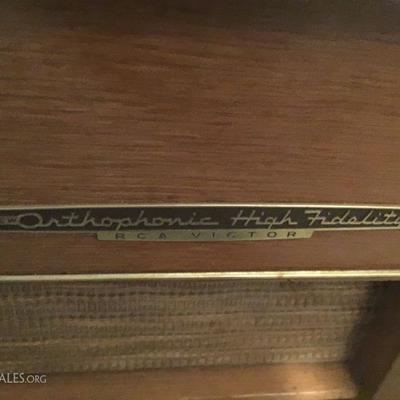 Orthophonic High Fidelity
RCA VICTOR
ALES.ORG